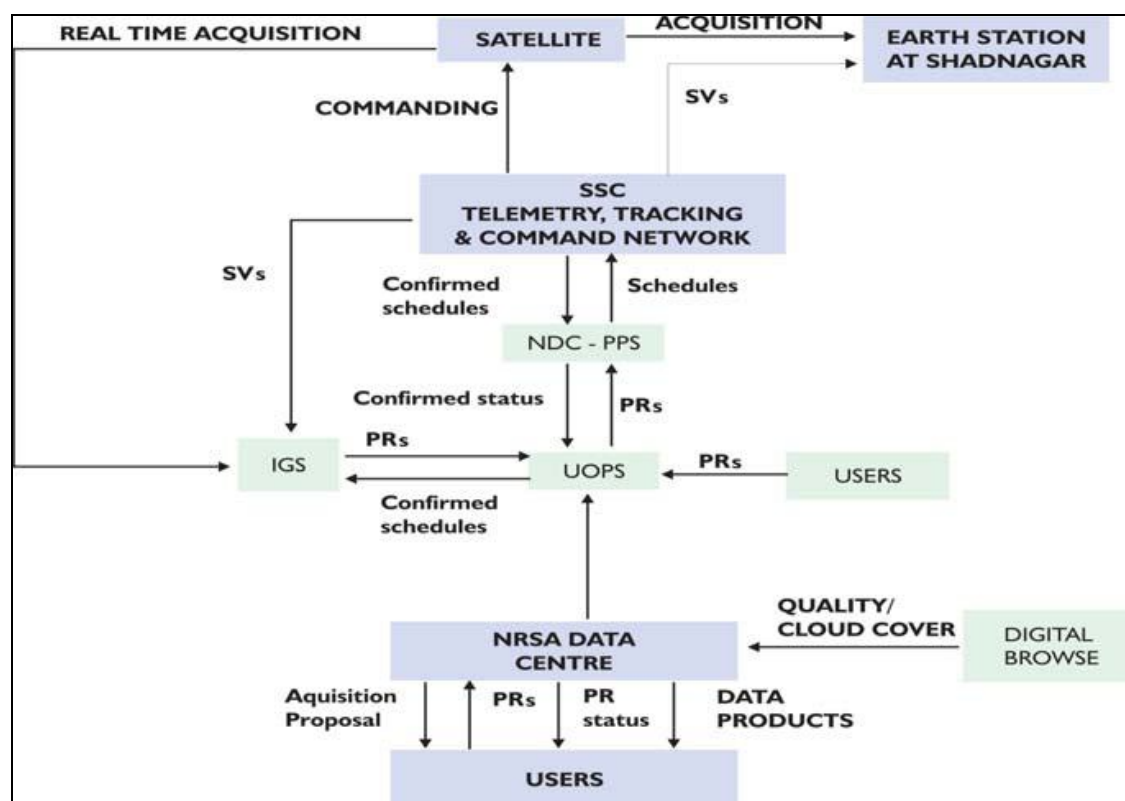 REAL TIME ACQUISITION
SATELLITE
ACQUISITION
EARTH STATION
AT SHADNAGAR
COMMANDING
SVs
SSC
TELEMETRY, TRACKING
& COMMAND NETWORK
SVs
Confirmed
schedules
Schedules
NDC - PPS
Confirmed status
PRs
IGS
PRs
UOPS
PRs
USERS
Confirmed
schedules
QUALITY/
CLOUD COVER
NRSA DATA
CENTRE
DIGITAL
BROWSE
Aquisition
Proposal
PRs
PR
status
DATA
PRODUCTS
USERS